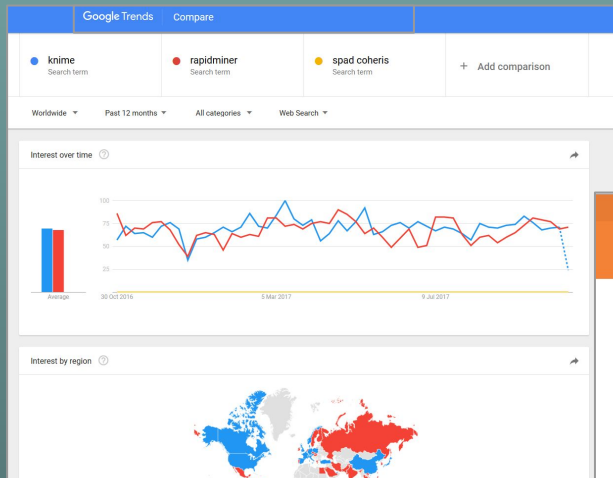 Google Trends Compare
knime
Search term
rapidminer
Search term
spad coheris
Search term
+ Add comparison
Worldwide Past 12 months All categories Web Search
Interest over time
100
75
50
25
Average
30 Oct 2016 5 Mar 2017 9 Jul 2017
Interest by region